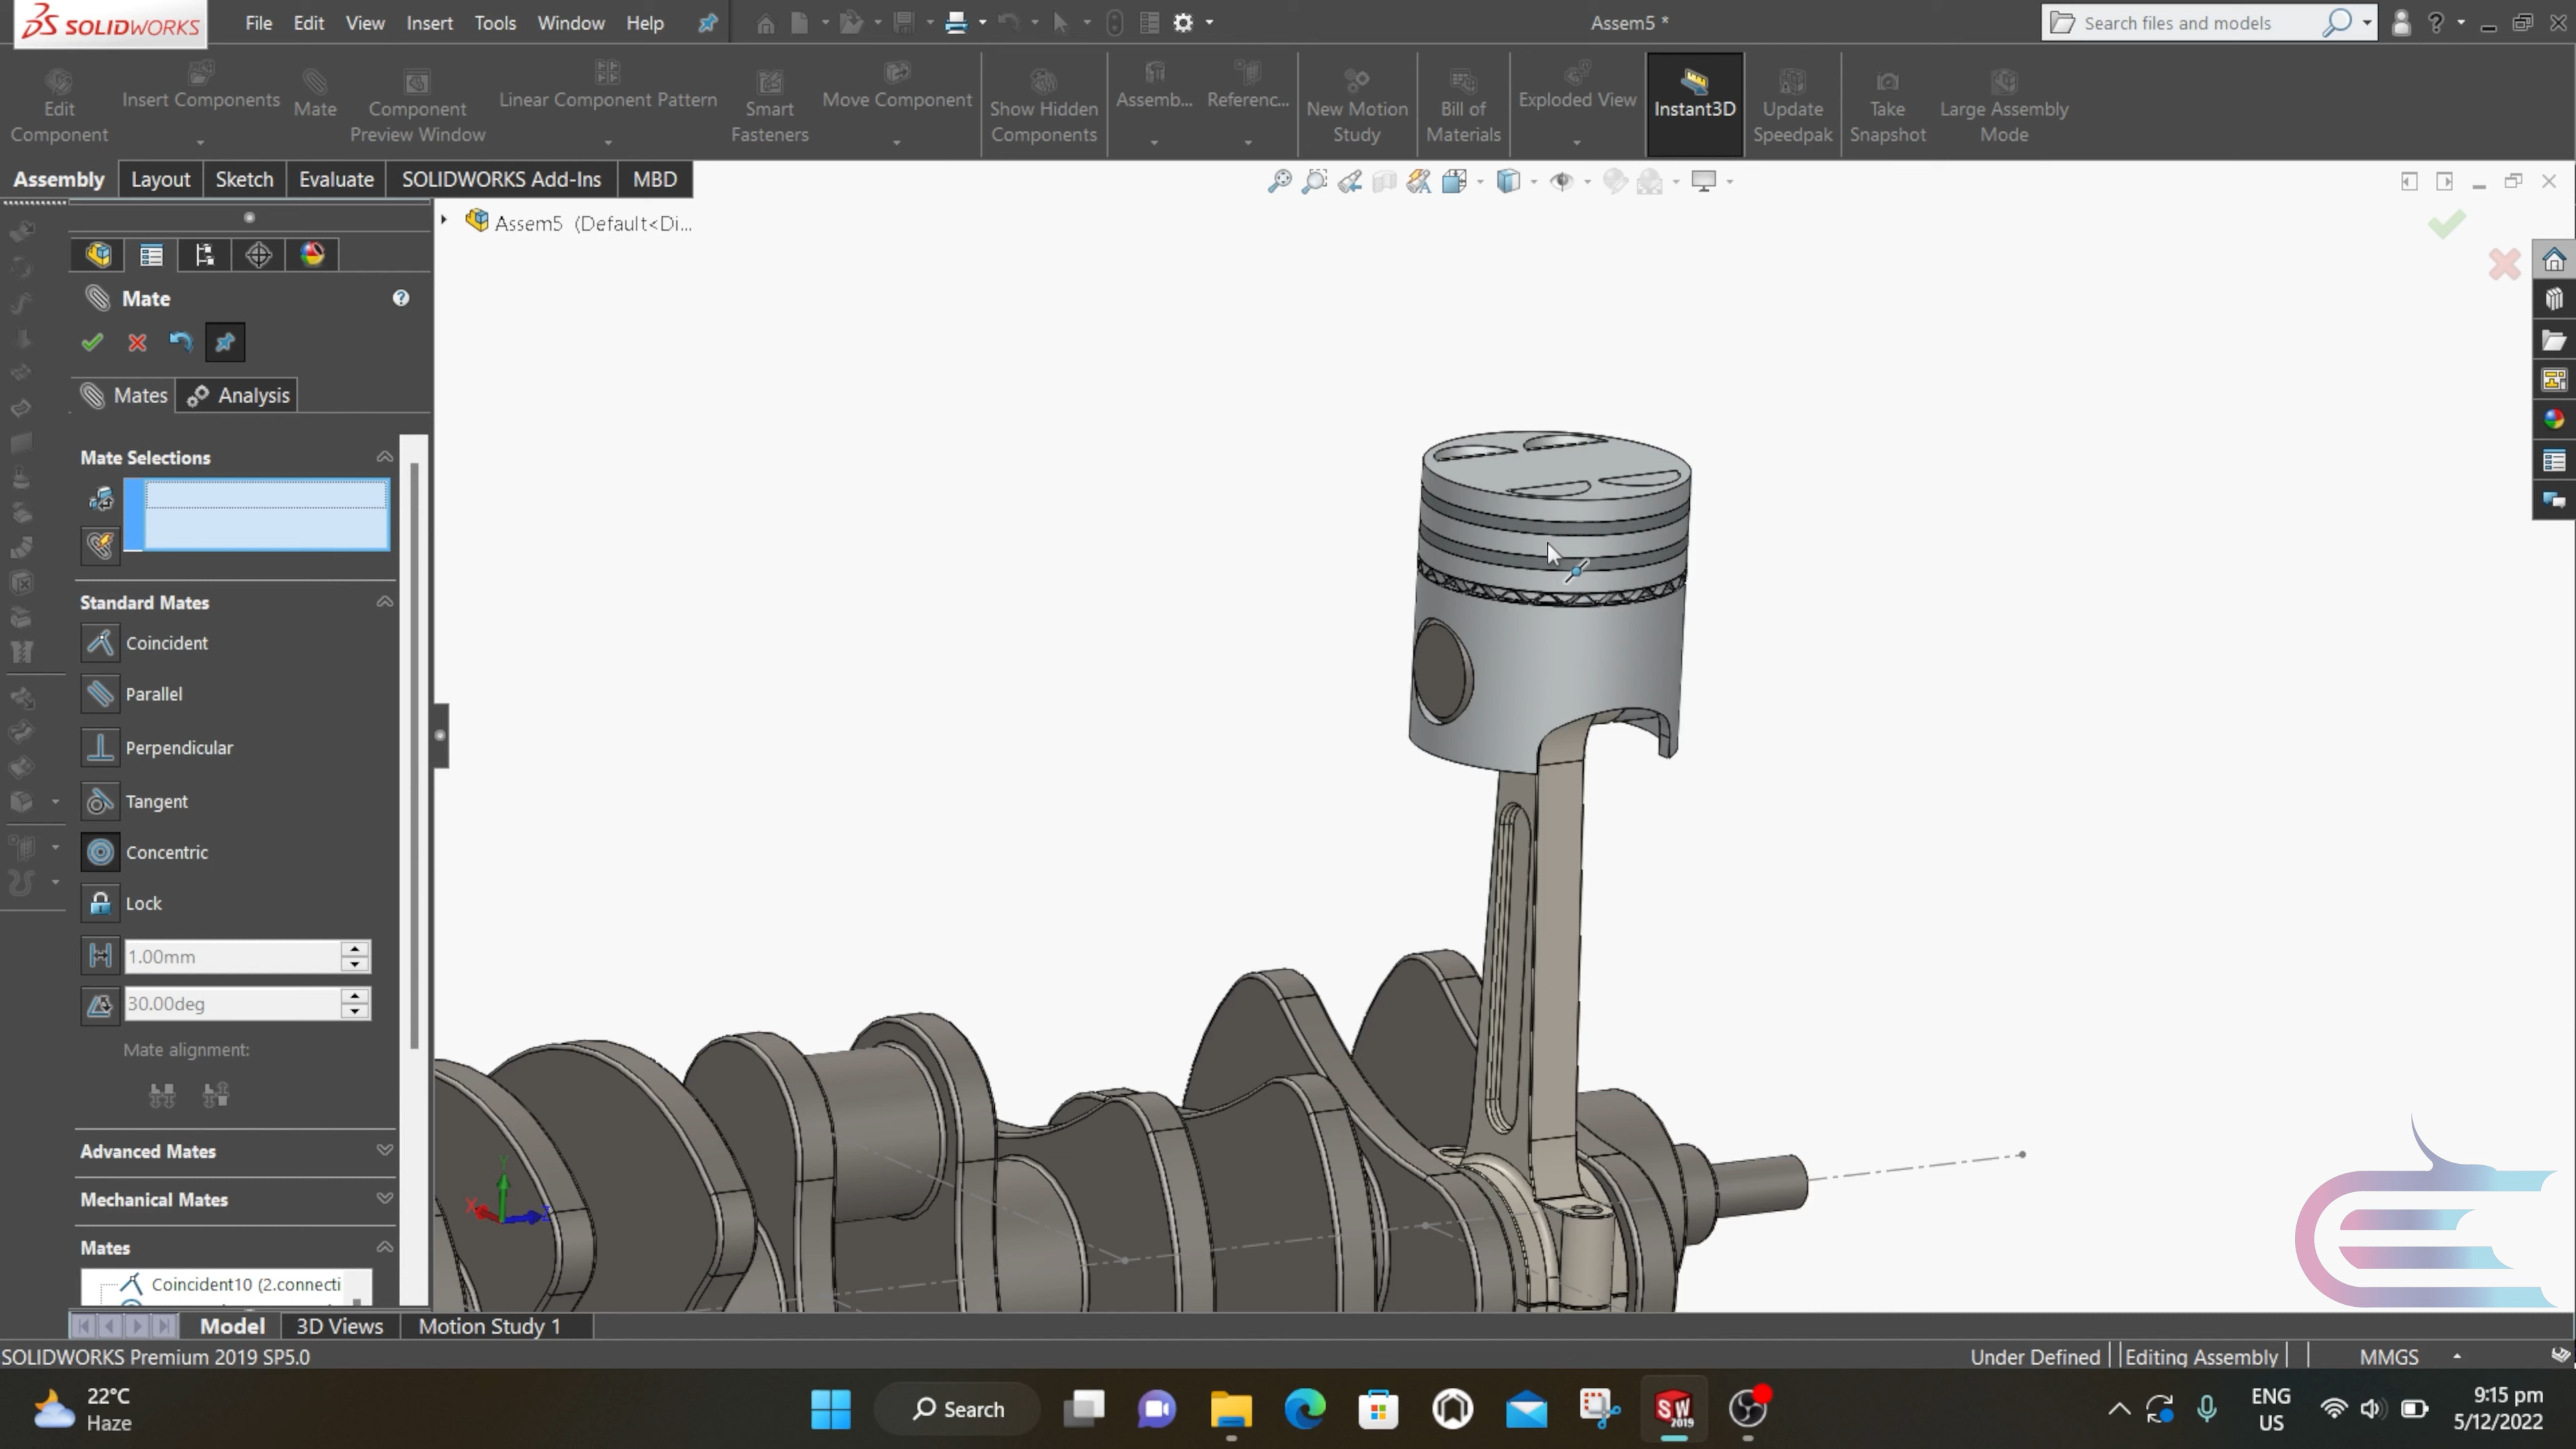 SOLIDWORKS File Edit View Insert Tools Window Help Assem5 * Search files and models ?
Edit Component
Insert Components
Mate
Component Preview Window
Linear Component Pattern
Smart Fasteners
Move Component
Show Hidden Components
Assemb...
Referenc...
New Motion Study
Bill of Materials
Exploded View
Instant3D
Update Speedpak
Take Snapshot
Large Assembly Mode
Assembly Layout Sketch Evaluate SOLIDWORKS Add-Ins MBD
Assem5 (Default<Di...
Mate ?
Mates Analysis
Mate Selections
Standard Mates
Coincident
Parallel
Perpendicular
Tangent
Concentric
Lock
1.00mm
30.00deg
Mate alignment:
Advanced Mates
Mechanical Mates
Mates
Coincident10 (2.connecti
Y
X
Z
Model 3D Views Motion Study 1
SOLIDWORKS Premium 2019 SP5.0 Under Defined Editing Assembly MMGS
22°C
Haze
Search
SW
2019
ENG
US
9:15 pm
5/12/2022